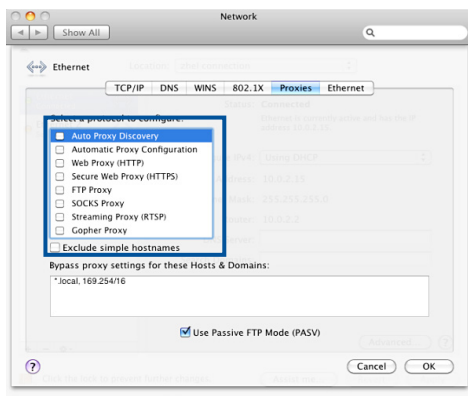 Network
Show All
Ethernet
TCP/IP DNS WINS 802.1X Proxies Ethernet
Select a protocol to configure:
Auto Proxy Discovery
Automatic Proxy Configuration
Web Proxy (HTTP)
Secure Web Proxy (HTTPS)
FTP Proxy
SOCKS Proxy
Streaming Proxy (RTSP)
Gopher Proxy
Exclude simple hostnames
Bypass proxy settings for these Hosts & Domains:
*.local, 169.254/16
Use Passive FTP Mode (PASV)
? Cancel OK